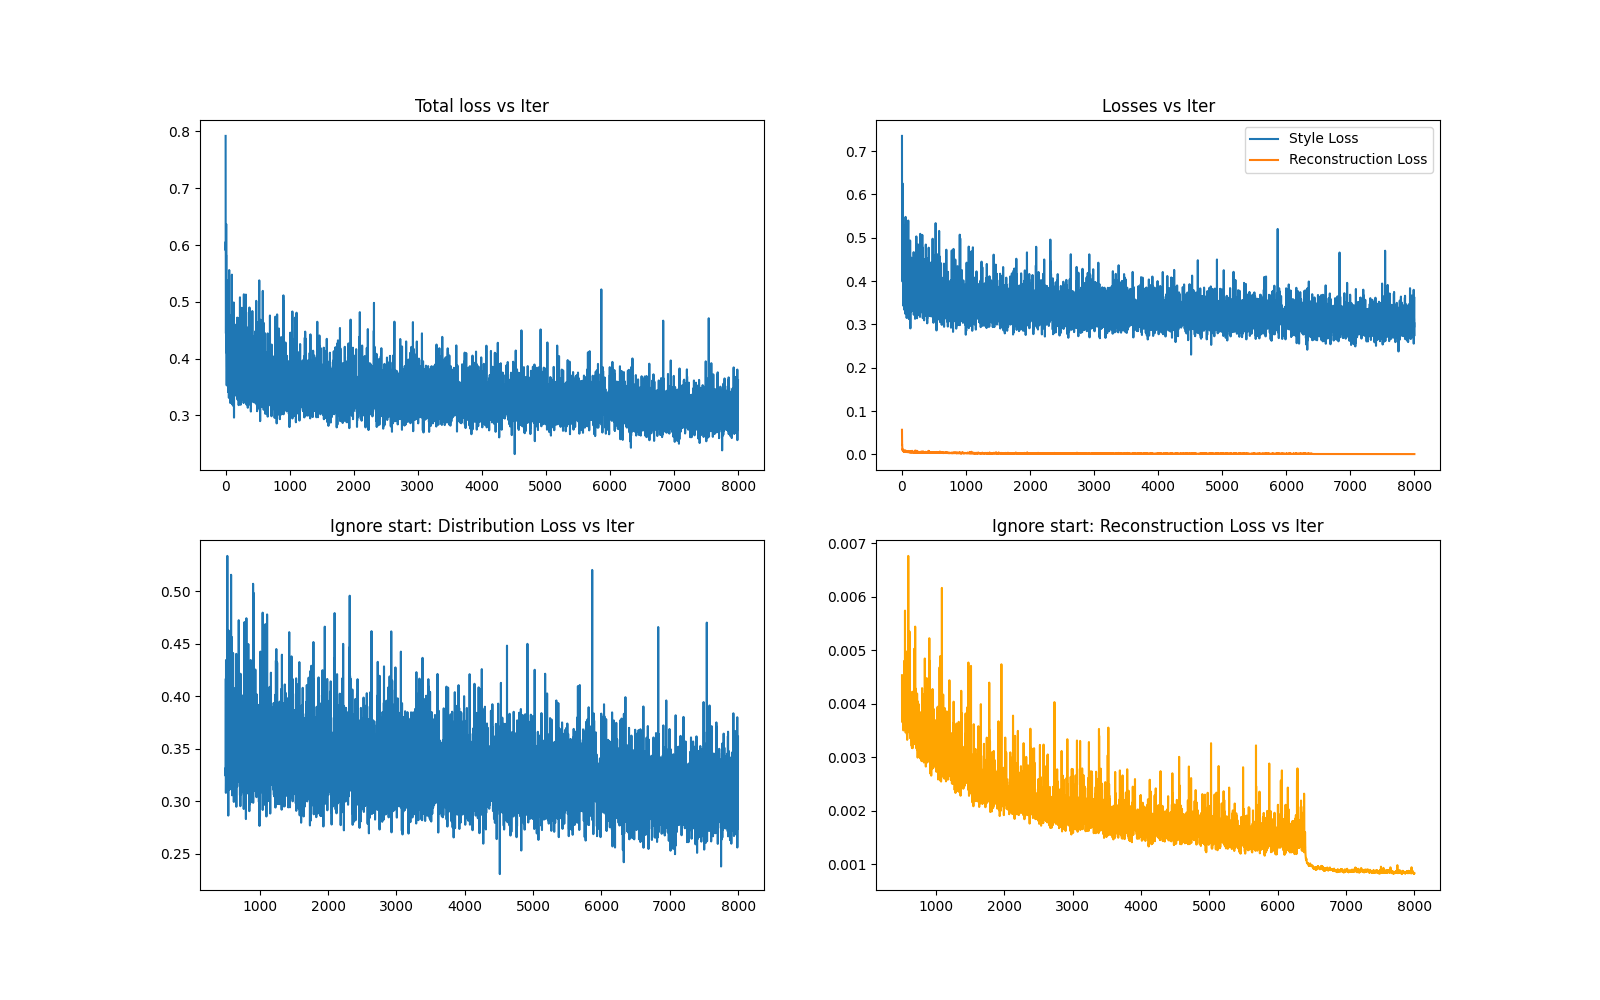 Total loss vs Iter
0.8
0.7
0.6
0.5
0.4
0.3
0 1000 2000 3000 4000 5000 6000 7000 8000
Losses vs Iter
Style Loss
Reconstruction Loss
0.7
0.6
0.5
0.4
0.3
0.2
0.1
0.0
0 1000 2000 3000 4000 5000 6000 7000 8000
Ignore start: Distribution Loss vs Iter
0.50
0.45
0.40
0.35
0.30
0.25
1000 2000 3000 4000 5000 6000 7000 8000
Ignore start: Reconstruction Loss vs Iter
0.007
0.006
0.005
0.004
0.003
0.002
0.001
1000 2000 3000 4000 5000 6000 7000 8000